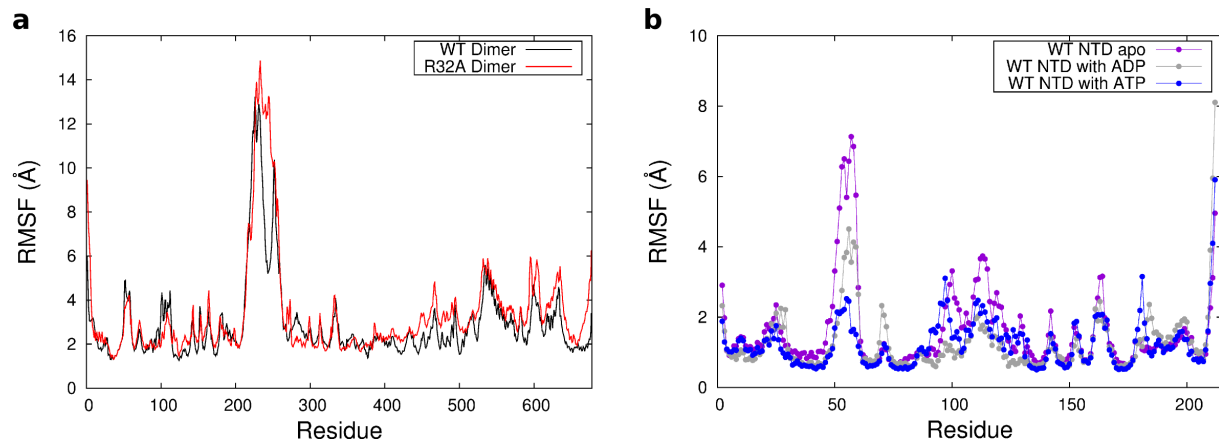 a
WT Dimer
R32A Dimer
RMSF (Å)
16
14
12
10
8
6
4
2
0
0 100 200 300 400 500 600
Residue
b
WT NTD apo
WT NTD with ADP
WT NTD with ATP
RMSF (Å)
10
8
6
4
2
0
0 50 100 150 200
Residue